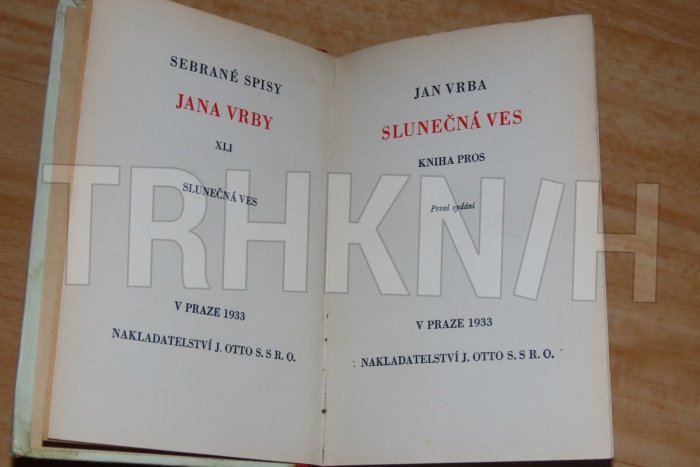 SEBRANÉ SPISY
JANA VRBY
XLI
SLUNEČNÁ VES
V PRAZE 1933
NAKLADATELSTVÍ J. OTTO S. S R. O.
JAN VRBA
SLUNEČNÁ VES
KNIHA PROS
První vydání
V PRAZE 1933
NAKLADATELSTVÍ J. OTTO S. S R. O.
TRHKNIH